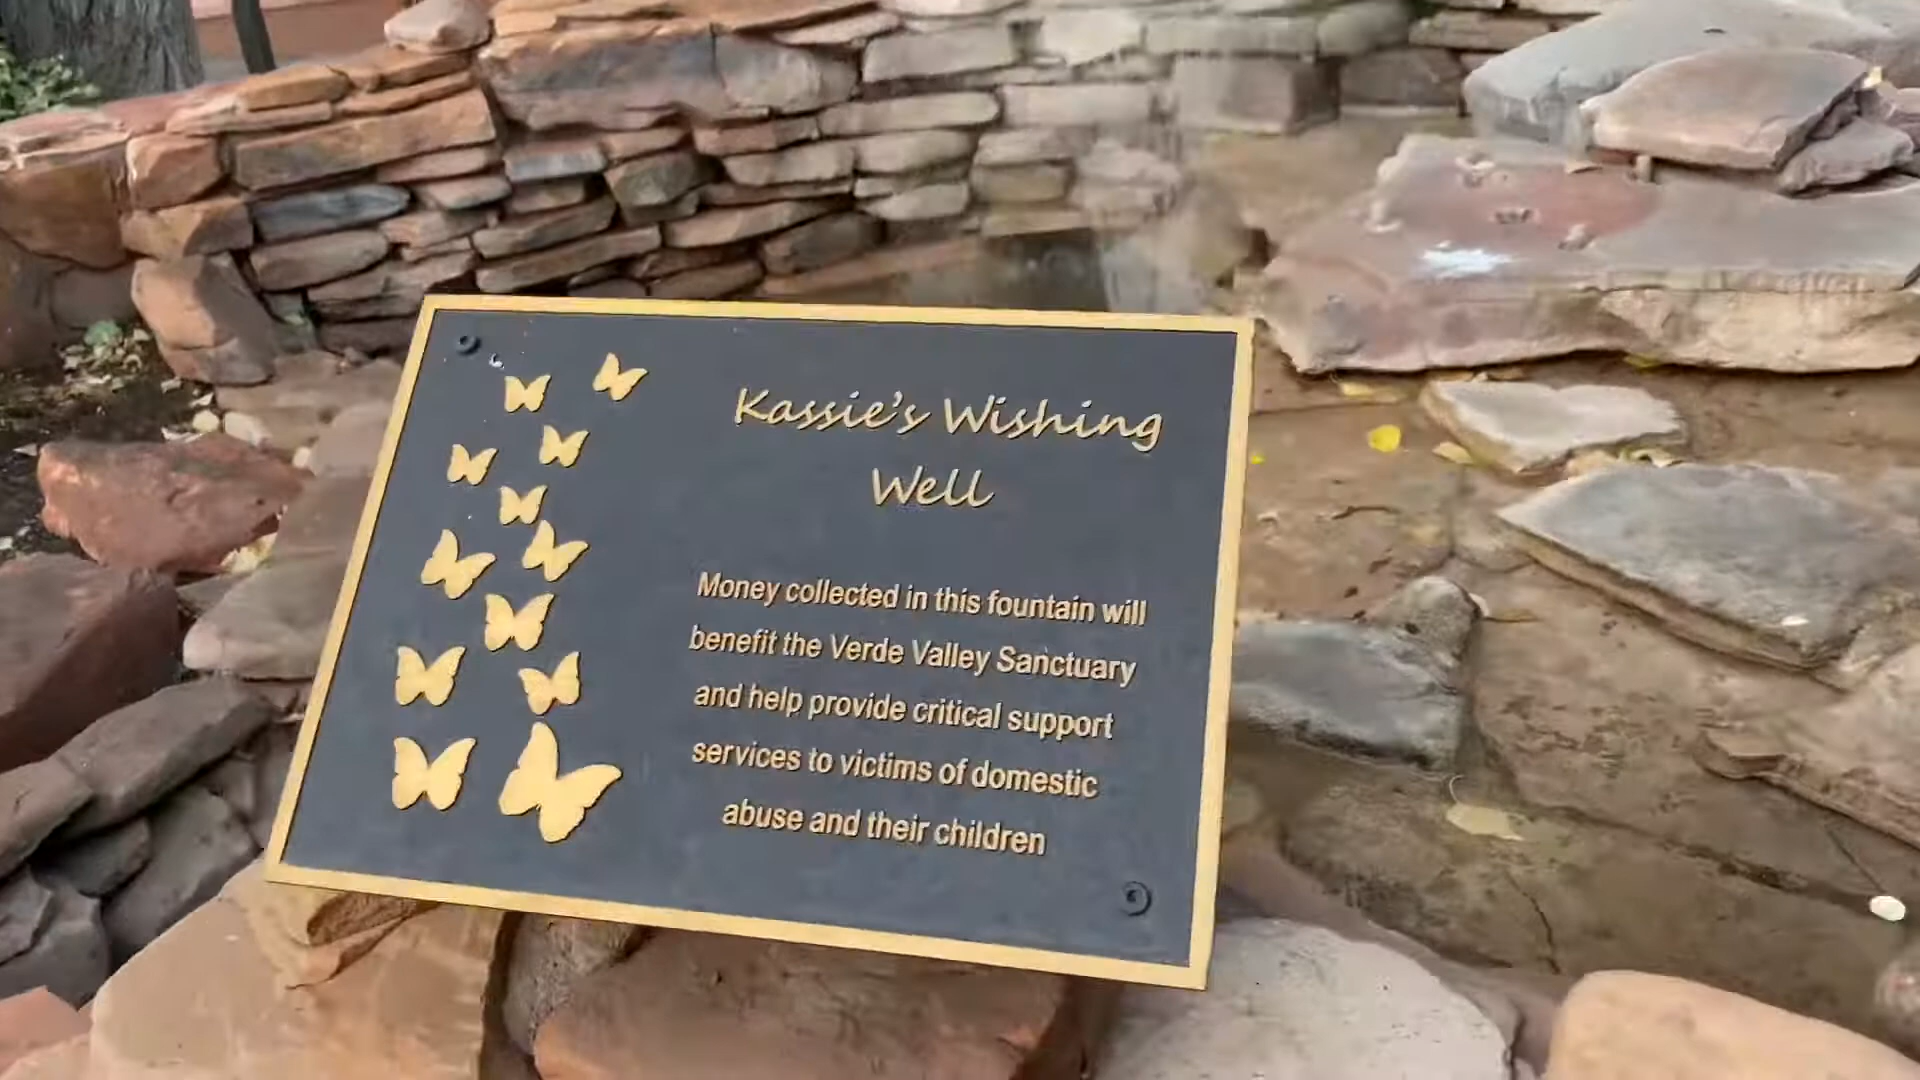 Kassie's Wishing
Well
Money collected in this fountain will
benefit the Verde Valley Sanctuary
and help provide critical support
services to victims of domestic
abuse and their children